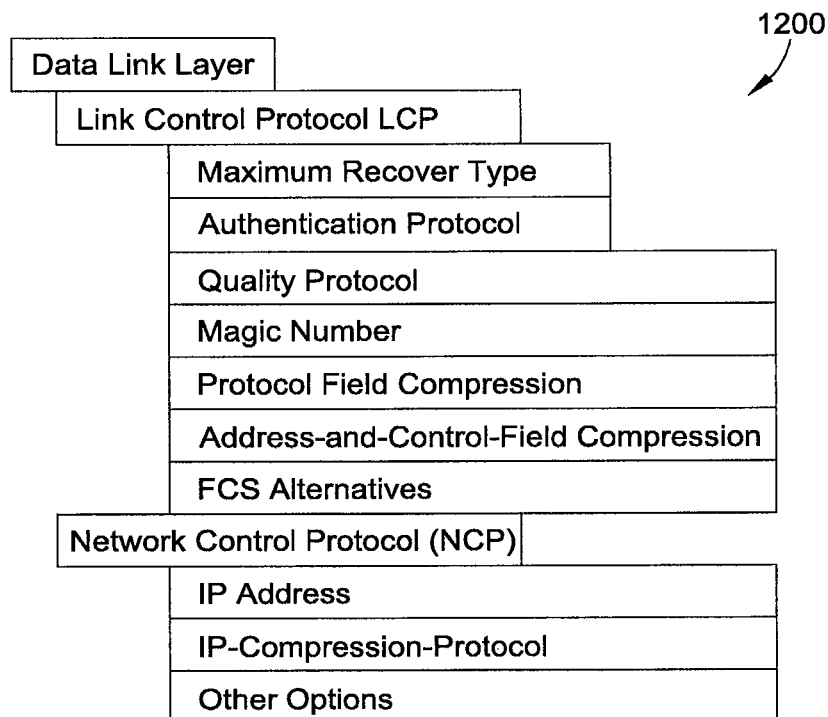 1200
Data Link Layer
Link Control Protocol LCP
Maximum Recover Type
Authentication Protocol
Quality Protocol
Magic Number
Protocol Field Compression
Address-and-Control-Field Compression
FCS Alternatives
Network Control Protocol (NCP)
IP Address
IP-Compression-Protocol
Other Options